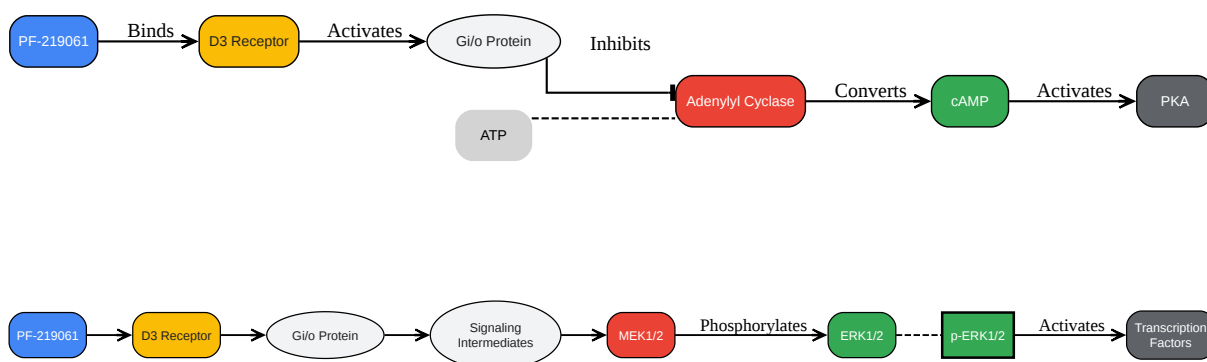 PF-219061
Binds
D3 Receptor
Activates
Gi/o Protein
Inhibits
Adenylyl Cyclase
Converts
cAMP
Activates
PKA
ATP
PF-219061
D3 Receptor
Gi/o Protein
Signaling
Intermediates
MEK1/2
Phosphorylates
ERK1/2
p-ERK1/2
Activates
Transcription
Factors